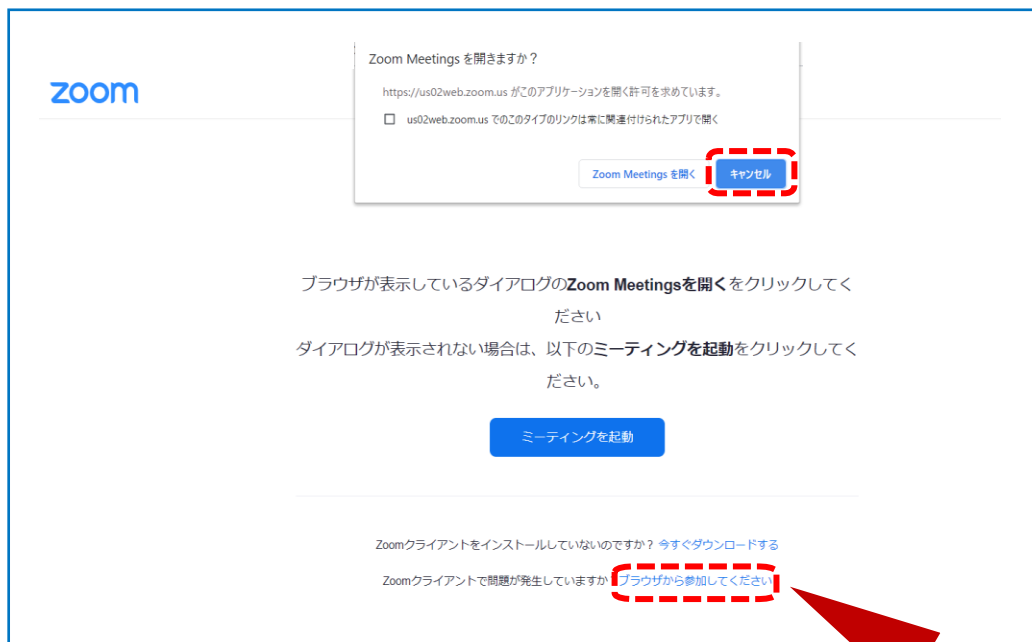 Zoom Meetings を開きますか？
https://us02web.zoom.us がこのアプリケーションを開く許可を求めています。
us02web.zoom.us でのこのタイプのリンクは常に関連付けられたアプリで開く
Zoom Meetings を開く キャンセル
zoom
ブラウザが表示しているダイアログのZoom Meetingsを開くをクリックしてく
ださい
ダイアログが表示されない場合は、以下のミーティングを起動をクリックしてく
ださい。
ミーティングを起動
Zoomクライアントをインストールしていないのですか？ 今すぐダウンロードする
Zoomクライアントで問題が発生していますか ブラウザから参加してください